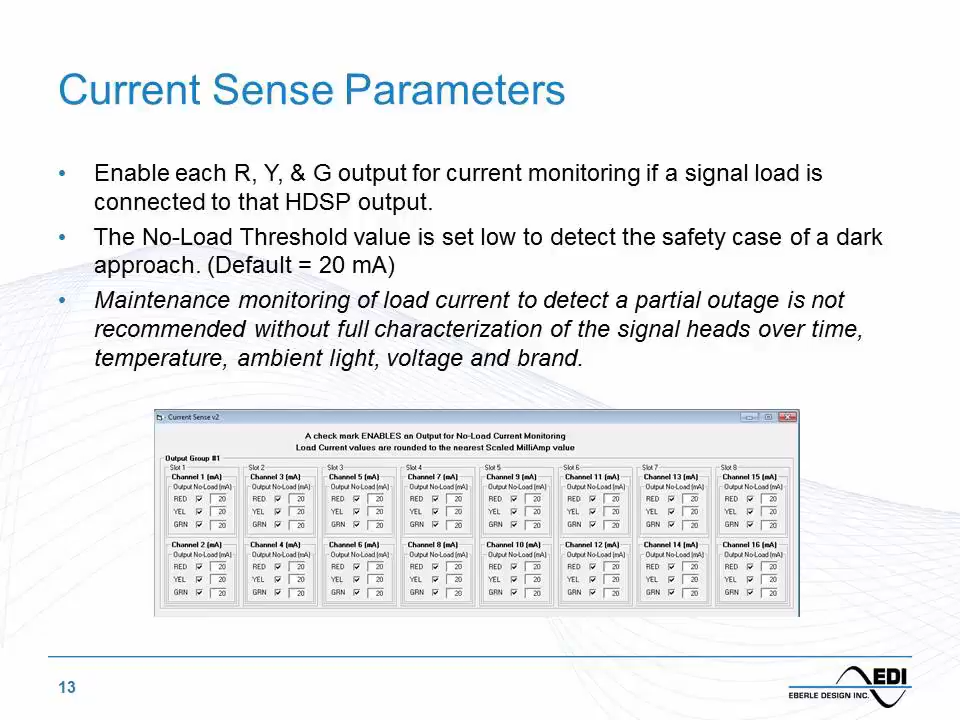 Current Sense Parameters
• Enable each R, Y, & G output for current monitoring if a signal load is
connected to that HDSP output.
• The No-Load Threshold value is set low to detect the safety case of a dark
approach. (Default = 20 mA)
• Maintenance monitoring of load current to detect a partial outage is not
recommended without full characterization of the signal heads over time,
temperature, ambient light, voltage and brand.
Current Sense v2
A check mark ENABLES an Output for No-Load Current Monitoring
Load Current values are rounded to the nearest Scaled MilliAmp value
Output Group #1
Slot 1 Slot 2 Slot 3 Slot 4 Slot 5 Slot 6 Slot 7 Slot 8
Channel 1 (mA) Channel 3 (mA) Channel 5 (mA) Channel 7 (mA) Channel 9 (mA) Channel 11 (mA) Channel 13 (mA) Channel 15 (mA)
Output No-Load (mA) Output No-Load (mA) Output No-Load (mA) Output No-Load (mA) Output No-Load (mA) Output No-Load (mA) Output No-Load (mA) Output No-Load (mA)
RED 20 RED 20 RED 20 RED 20 RED 20 RED 20 RED 20 RED 20
YEL 20 YEL 20 YEL 20 YEL 20 YEL 20 YEL 20 YEL 20 YEL 20
GRN 20 GRN 20 GRN 20 GRN 20 GRN 20 GRN 20 GRN 20 GRN 20
Channel 2 (mA) Channel 4 (mA) Channel 6 (mA) Channel 8 (mA) Channel 10 (mA) Channel 12 (mA) Channel 14 (mA) Channel 16 (mA)
Output No-Load (mA) Output No-Load (mA) Output No-Load (mA) Output No-Load (mA) Output No-Load (mA) Output No-Load (mA) Output No-Load (mA) Output No-Load (mA)
RED 20 RED 20 RED 20 RED 20 RED 20 RED 20 RED 20 RED 20
YEL 20 YEL 20 YEL 20 YEL 20 YEL 20 YEL 20 YEL 20 YEL 20
GRN 20 GRN 20 GRN 20 GRN 20 GRN 20 GRN 20 GRN 20 GRN 20
13
EDI
EBERLE DESIGN INC.